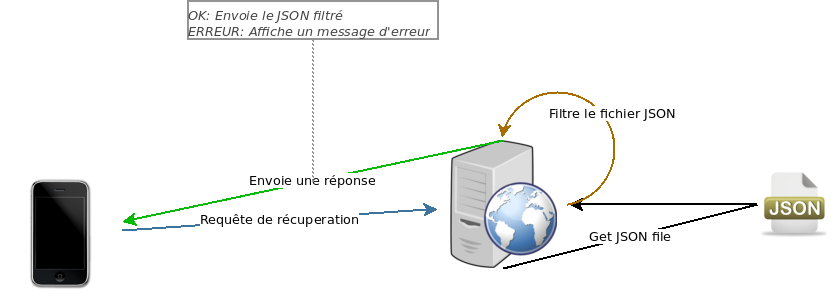 OK: Envoie le JSON filtré
ERREUR: Affiche un message d'erreur
Filtre le fichier JSON
Envoie une réponse
Requête de récuperation
Get JSON file
JSON